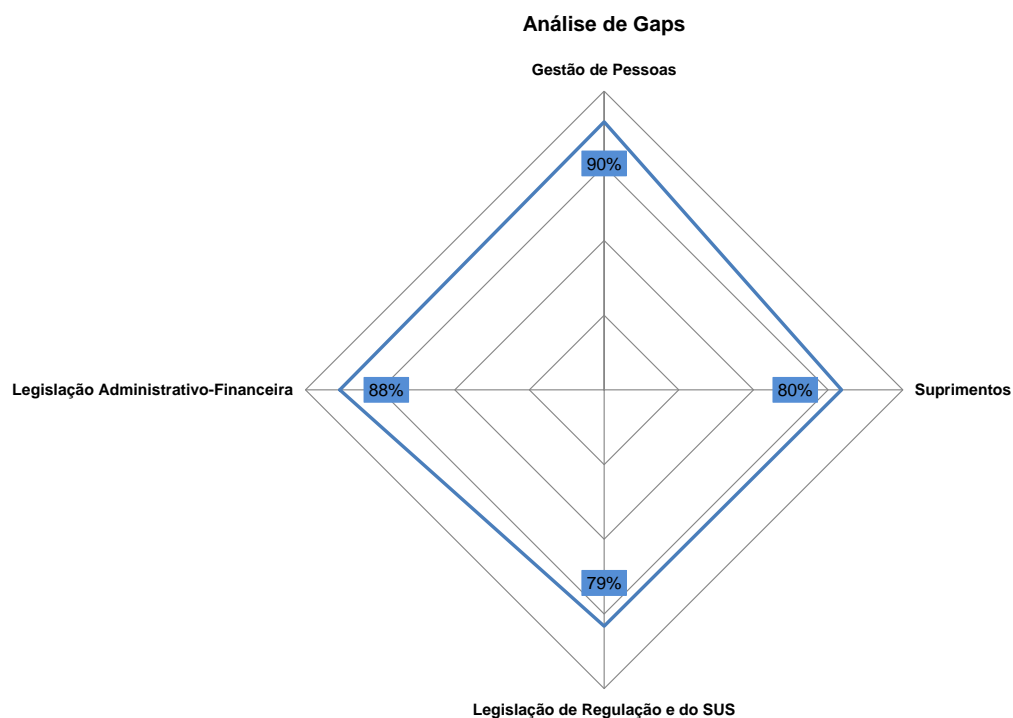 Análise de Gaps
Gestão de Pessoas
90%
Legislação Administrativo-Financeira
88%
80%
Suprimentos
79%
Legislação de Regulação e do SUS